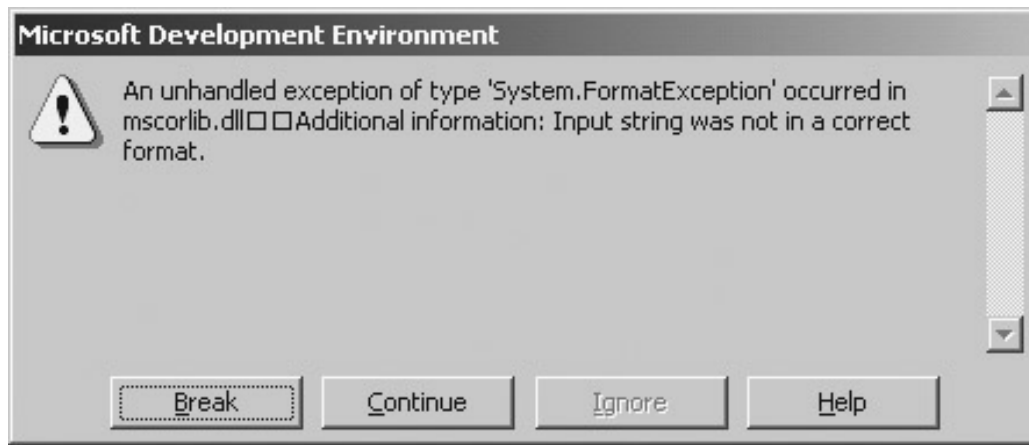 Microsoft Development Environment
An unhandled exception of type 'System.FormatException' occurred in
mscorlib.dll□□Additional information: Input string was not in a correct
format.
Break Continue Ignore Help